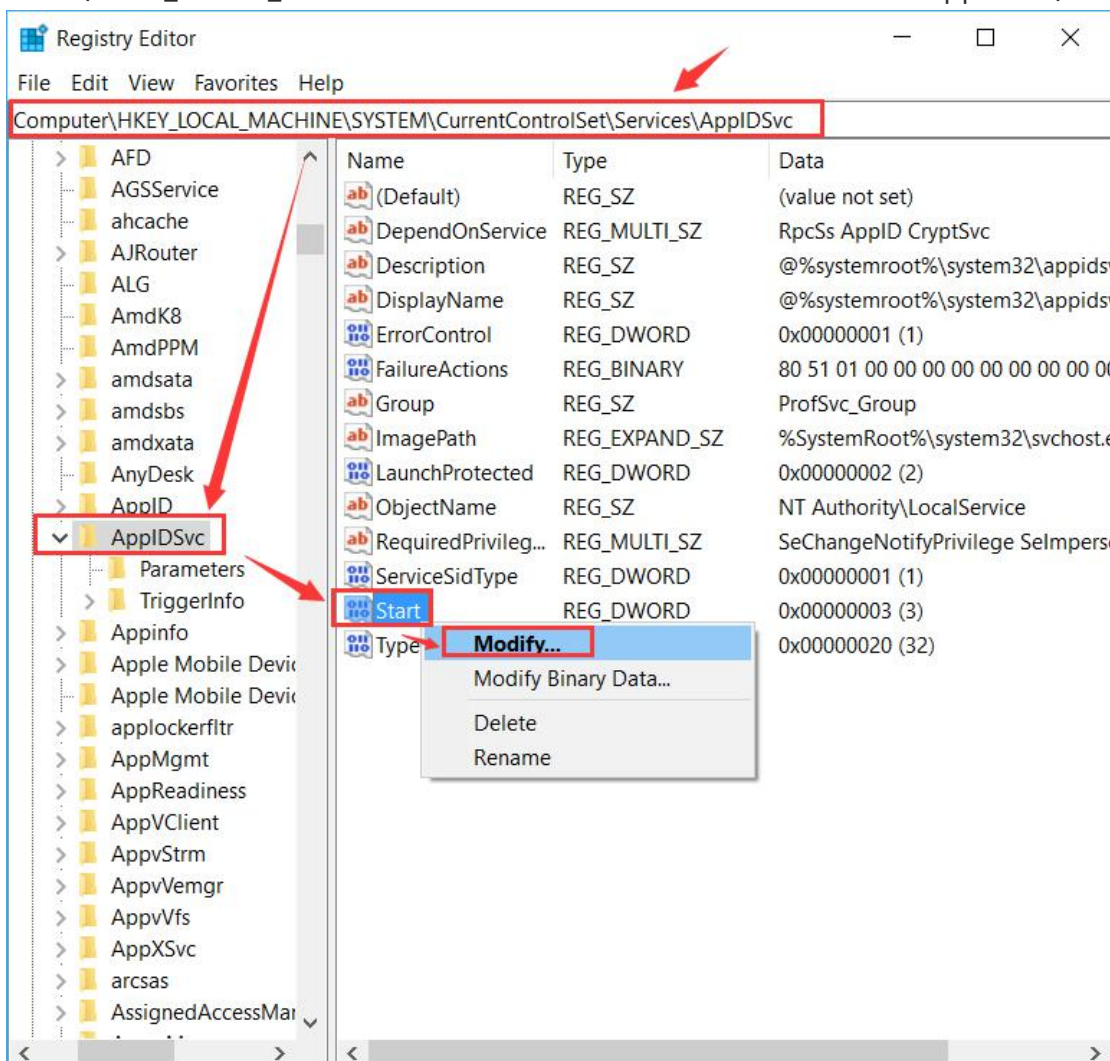 Registry Editor
File Edit View Favorites Help
Computer\HKEY_LOCAL_MACHINE\SYSTEM\CurrentControlSet\Services\AppIDSvc
AFD
AGSService
ahcache
AJRouter
ALG
AmdK8
AmdPPM
amdsata
amdsbs
amdxata
AnyDesk
AppID
AppIDSvc
Parameters
TriggerInfo
Appinfo
Apple Mobile Devic
Apple Mobile Devic
applockerfltr
AppMgmt
AppReadiness
AppVClient
AppvStrm
AppvVemgr
AppvVfs
AppXSvc
arcsas
AssignedAccessMar
Name Type Data
(Default) REG_SZ (value not set)
DependOnService REG_MULTI_SZ RpcSs AppID CryptSvc
Description REG_SZ @%systemroot%\system32\appidsv
DisplayName REG_SZ @%systemroot%\system32\appidsv
ErrorControl REG_DWORD 0x00000001 (1)
FailureActions REG_BINARY 80 51 01 00 00 00 00 00 00 00 00 00
Group REG_SZ ProfSvc_Group
ImagePath REG_EXPAND_SZ %SystemRoot%\system32\svchost.e
LaunchProtected REG_DWORD 0x00000002 (2)
ObjectName REG_SZ NT Authority\LocalService
RequiredPrivileg... REG_MULTI_SZ SeChangeNotifyPrivilege SeImperso
ServiceSidType REG_DWORD 0x00000001 (1)
Start REG_DWORD 0x00000003 (3)
Type 0x00000020 (32)
Modify...
Modify Binary Data...
Delete
Rename